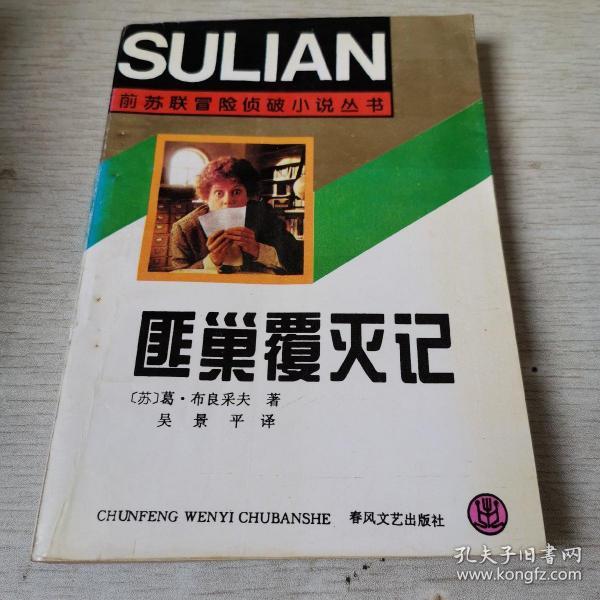 SULIAN
前苏联冒险侦破小说丛书
匪巢覆灭记
〔苏〕葛·布良采夫 著
吴景平 译
CHUNFENG WENYI CHUBANSHE 春风文艺出版社
孔夫子旧书网
www.kongfz.com